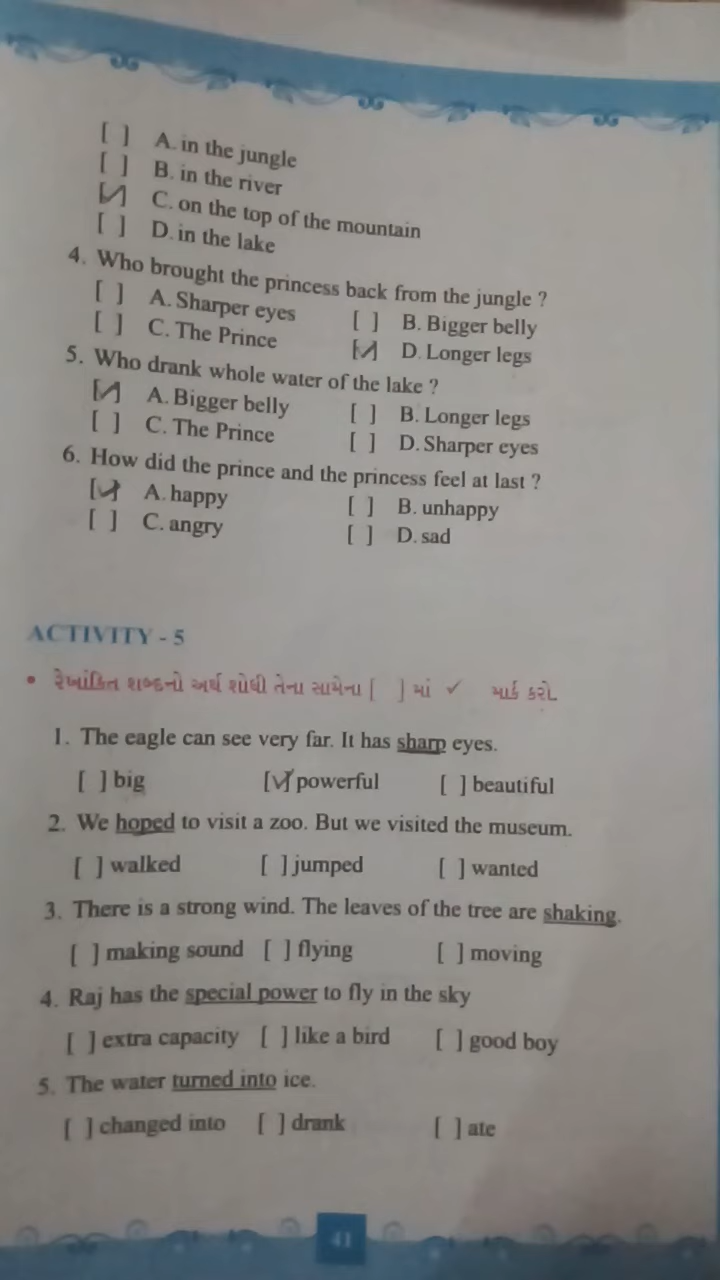 [ ] A. in the jungle
[ ] B. in the river
[✓] C. on the top of the mountain
[ ] D. in the lake
4. Who brought the princess back from the jungle ?
[ ] A. Sharper eyes [ ] B. Bigger belly
[ ] C. The Prince [✓] D. Longer legs
5. Who drank whole water of the lake ?
[✓] A. Bigger belly [ ] B. Longer legs
[ ] C. The Prince [ ] D. Sharper eyes
6. How did the prince and the princess feel at last ?
[✓] A. happy [ ] B. unhappy
[ ] C. angry [ ] D. sad
ACTIVITY - 5
• રેખાંકિત શબ્દનો અર્થ શોધી તેના સામેના [ ] માં ✓ માર્ક કરો.
1. The eagle can see very far. It has sharp eyes.
[ ] big [✓] powerful [ ] beautiful
2. We hoped to visit a zoo. But we visited the museum.
[ ] walked [ ] jumped [ ] wanted
3. There is a strong wind. The leaves of the tree are shaking.
[ ] making sound [ ] flying [ ] moving
4. Raj has the special power to fly in the sky
[ ] extra capacity [ ] like a bird [ ] good boy
5. The water turned into ice.
[ ] changed into [ ] drank [ ] ate
41